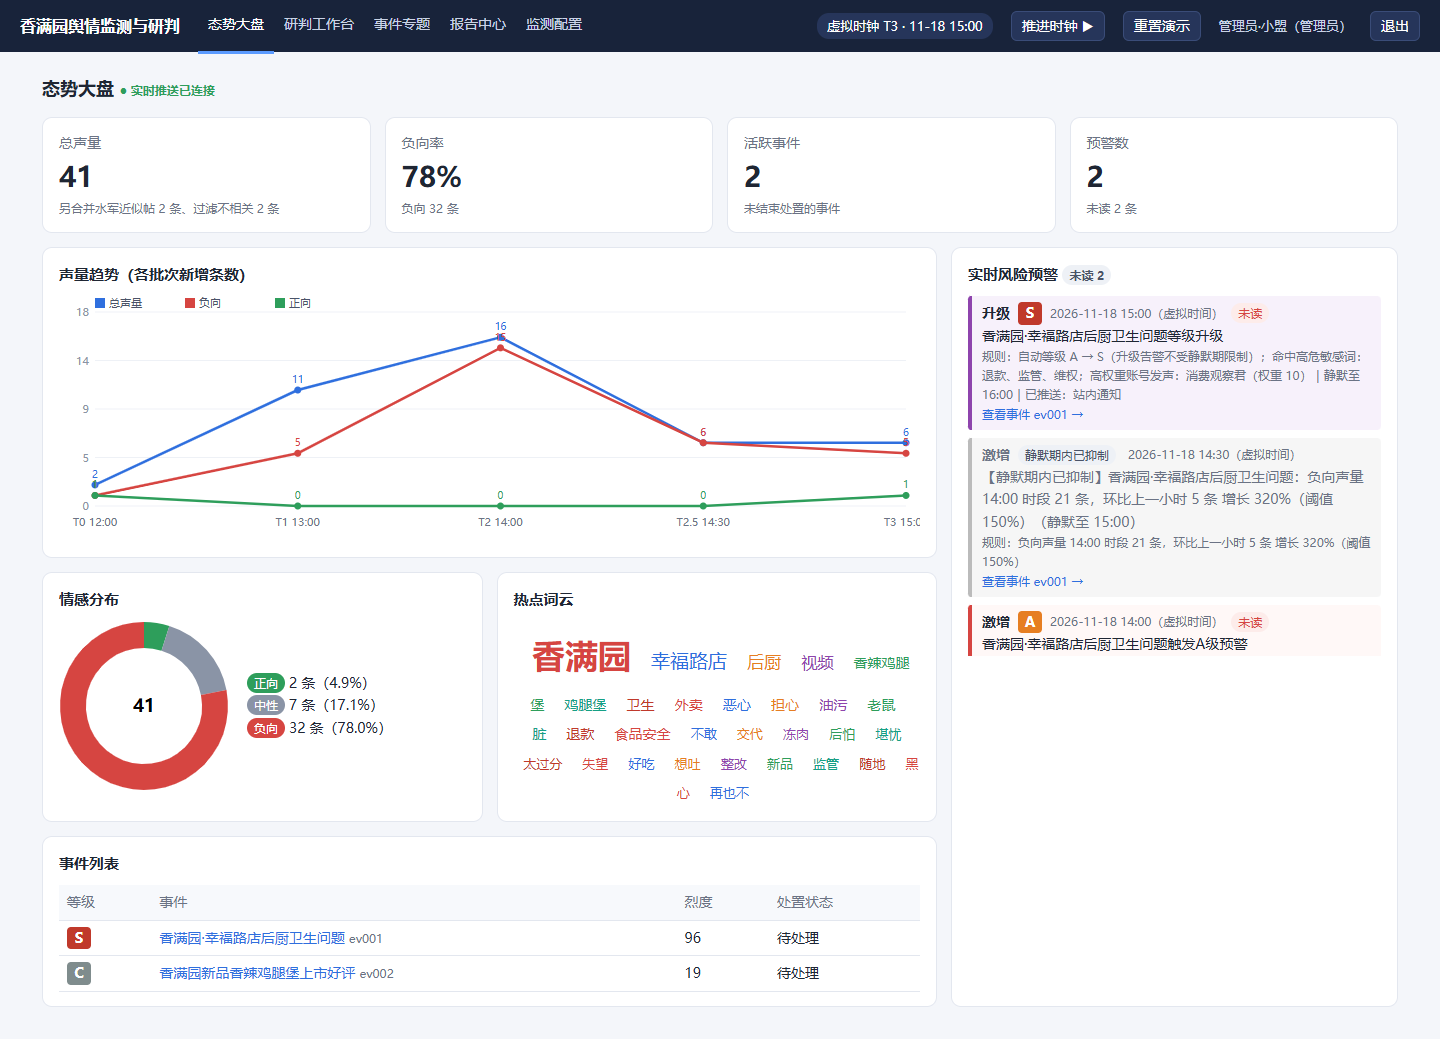 香满园舆情监测与研判 态势大盘 研判工作台 事件专题 报告中心 监测配置 虚拟时钟 T3 · 11-18 15:00 推进时钟 ▶ 重置演示 管理员·小盟（管理员） 退出
态势大盘 ● 实时推送已连接
总声量
41
另合并水军近似帖 2 条、过滤不相关 2 条
负向率
78%
负向 32 条
活跃事件
2
未结束处置的事件
预警数
2
未读 2 条
声量趋势（各批次新增条数）
总声量 负向 正向
18
14
9
5
0
2
11
16
6
6
5
0
0
0
1
T0 12:00 T1 13:00 T2 14:00 T2.5 14:30 T3 15:0
情感分布
41
正向 2 条（4.9%）
中性 7 条（17.1%）
负向 32 条（78.0%）
热点词云
香满园 幸福路店 后厨 视频 香辣鸡腿
堡 鸡腿堡 卫生 外卖 恶心 担心 油污 老鼠
脏 退款 食品安全 不敢 交代 冻肉 后怕 堪忧
太过分 失望 好吃 想吐 整改 新品 监管 随地 黑
心 再也不
事件列表
等级 事件 烈度 处置状态
S 香满园·幸福路店后厨卫生问题 ev001 96 待处理
C 香满园新品香辣鸡腿堡上市好评 ev002 19 待处理
实时风险预警 未读 2
升级 S 2026-11-18 15:00（虚拟时间） 未读
香满园·幸福路店后厨卫生问题等级升级
规则：自动等级 A → S（升级告警不受静默期限制）；命中高危敏感词：
退款、监管、维权；高权重账号发声：消费观察君（权重 10） | 静默至
16:00 | 已推送：站内通知
查看事件 ev001 →
激增 静默期内已抑制 2026-11-18 14:30（虚拟时间）
【静默期内已抑制】香满园·幸福路店后厨卫生问题：负向声量
14:00 时段 21 条，环比上一小时 5 条 增长 320%（阈值
150%）（静默至 15:00）
规则：负向声量 14:00 时段 21 条，环比上一小时 5 条 增长 320%（阈值
150%）
查看事件 ev001 →
激增 A 2026-11-18 14:00（虚拟时间） 未读
香满园·幸福路店后厨卫生问题触发A级预警